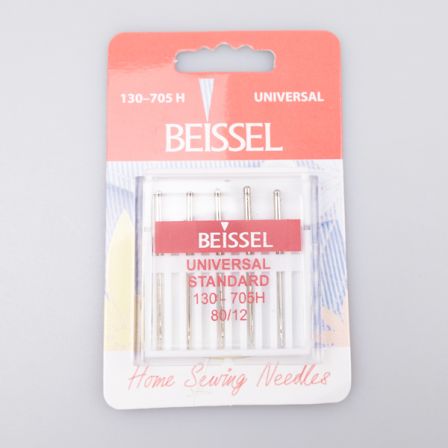 130-705 H UNIVERSAL
BEISSEL
BEISSEL
UNIVERSAL
STANDARD
130 - 705H
80/12
Home Sewing Needles